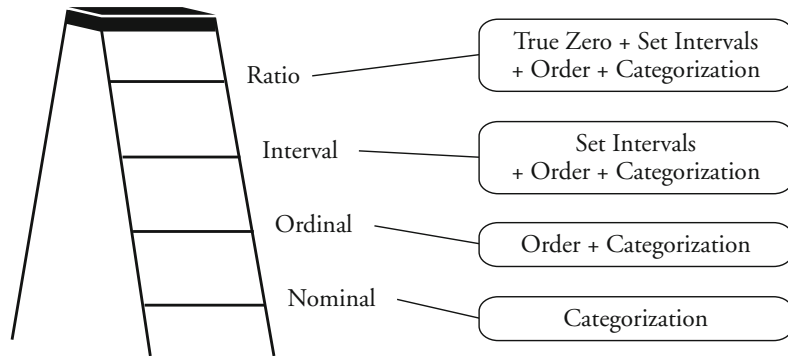 Ratio
True Zero + Set Intervals
+ Order + Categorization
Interval
Set Intervals
+ Order + Categorization
Ordinal
Order + Categorization
Nominal
Categorization